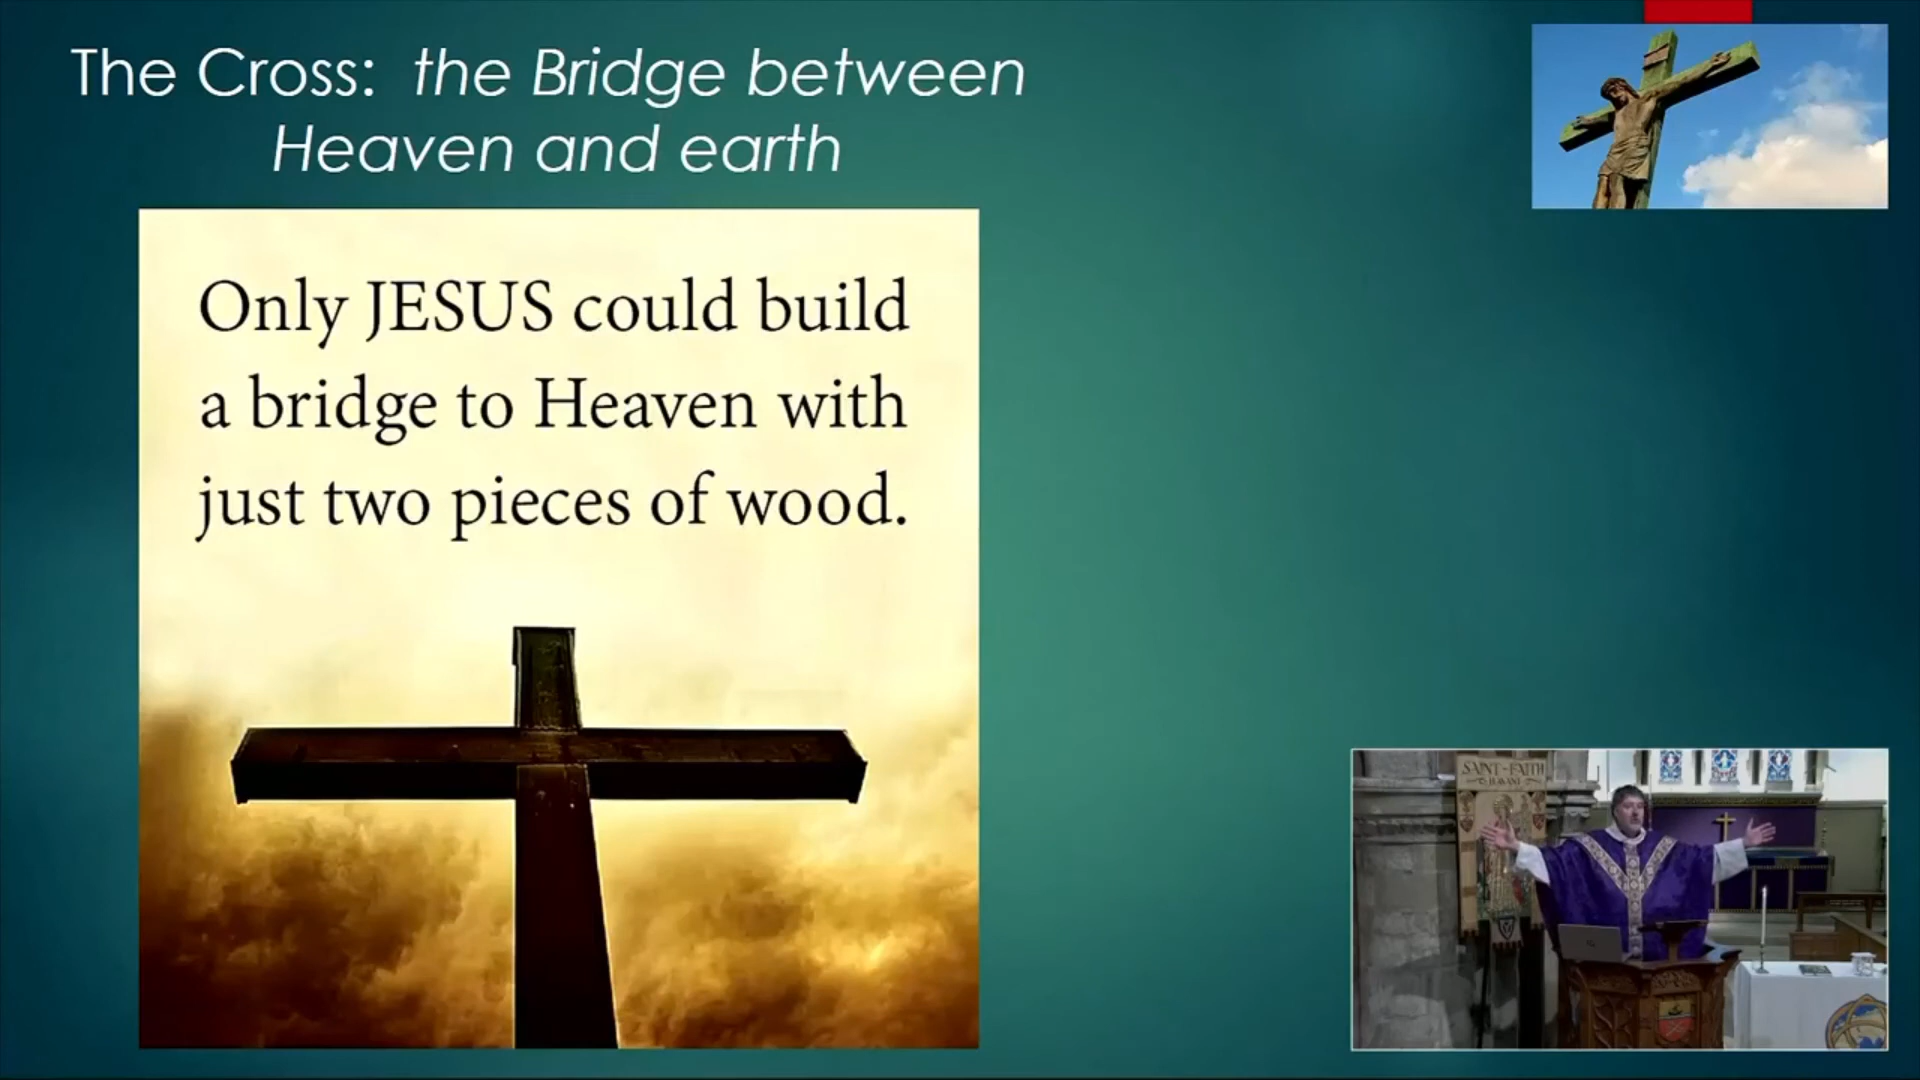 The Cross: the Bridge between
Heaven and earth
Only JESUS could build
a bridge to Heaven with
just two pieces of wood.
SAINT-FAITH